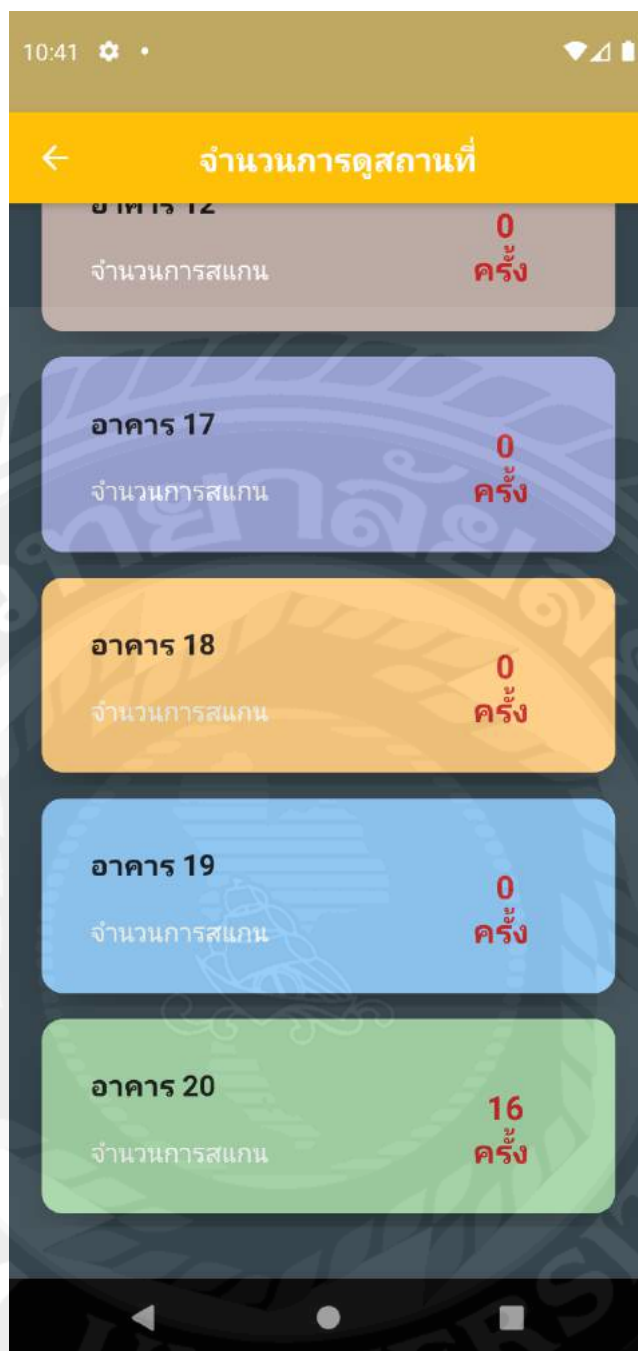 10:41
จำนวนการดูสถานที่
อาคาร 12
0
จำนวนการสแกน
ครั้ง
อาคาร 17
0
จำนวนการสแกน
ครั้ง
อาคาร 18
0
จำนวนการสแกน
ครั้ง
อาคาร 19
0
จำนวนการสแกน
ครั้ง
อาคาร 20
16
จำนวนการสแกน
ครั้ง